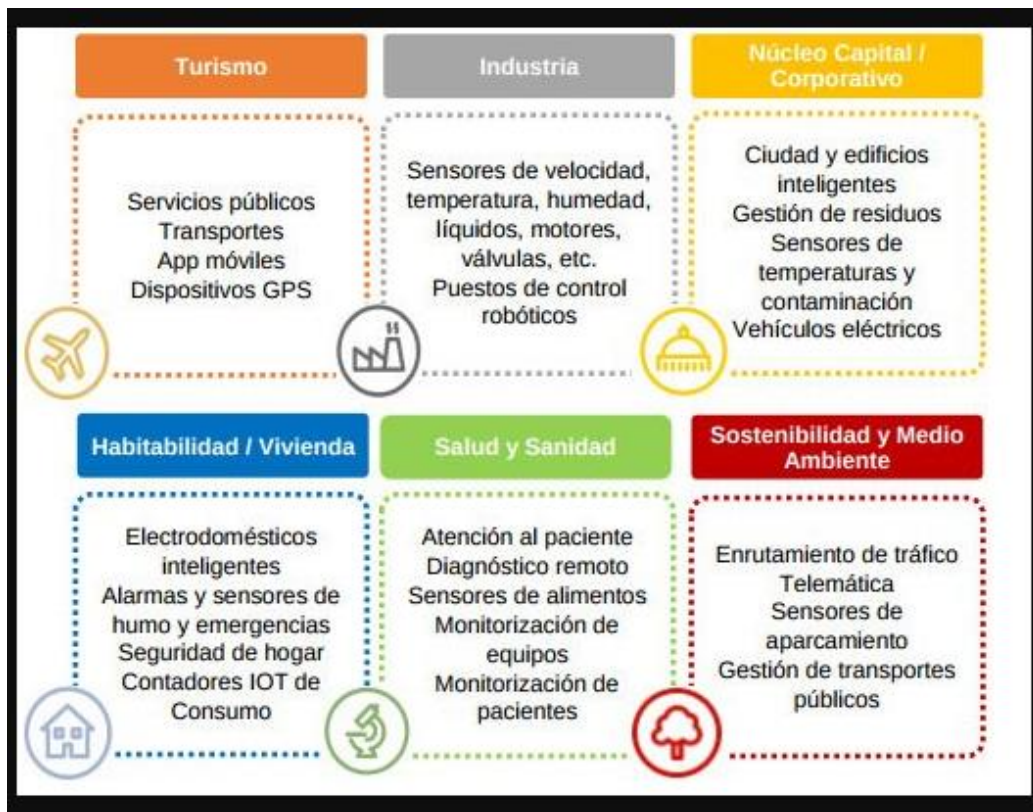 Turismo
Servicios públicos
Transportes
App móviles
Dispositivos GPS
Industria
Sensores de velocidad,
temperatura, humedad,
líquidos, motores,
válvulas, etc.
Puestos de control
robóticos
Núcleo Capital /
Corporativo
Ciudad y edificios
inteligentes
Gestión de residuos
Sensores de
temperaturas y
contaminación
Vehículos eléctricos
Habitabilidad / Vivienda
Electrodomésticos
inteligentes
Alarmas y sensores de
humo y emergencias
Seguridad de hogar
Contadores IOT de
Consumo
Salud y Sanidad
Atención al paciente
Diagnóstico remoto
Sensores de alimentos
Monitorización de
equipos
Monitorización de
pacientes
Sostenibilidad y Medio
Ambiente
Enrutamiento de tráfico
Telemática
Sensores de
aparcamiento
Gestión de transportes
públicos